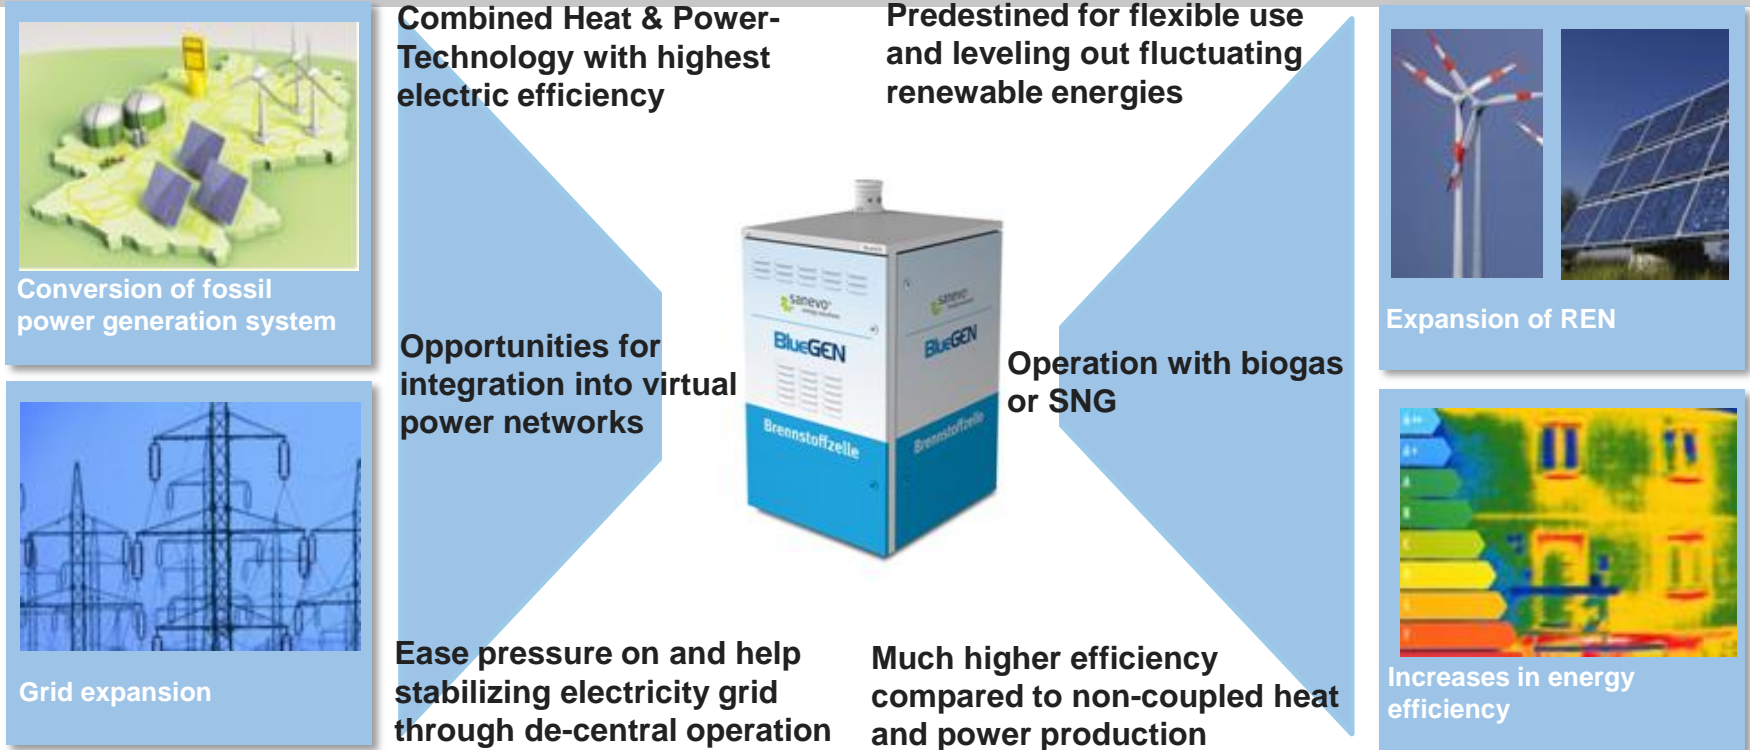 Combined Heat & Power-
Technology with highest
electric efficiency
Predestined for flexible use
and leveling out fluctuating
renewable energies
Conversion of fossil
power generation system
Expansion of REN
sanevo
BlueGEN
Brennstoffzelle
sanevo
BlueGEN
Brennstoffzelle
Opportunities for
integration into virtual
power networks
Operation with biogas
or SNG
A++
A+
A
B
C
Grid expansion
Ease pressure on and help
stabilizing electricity grid
through de-central operation
Much higher efficiency
compared to non-coupled heat
and power production
Increases in energy
efficiency